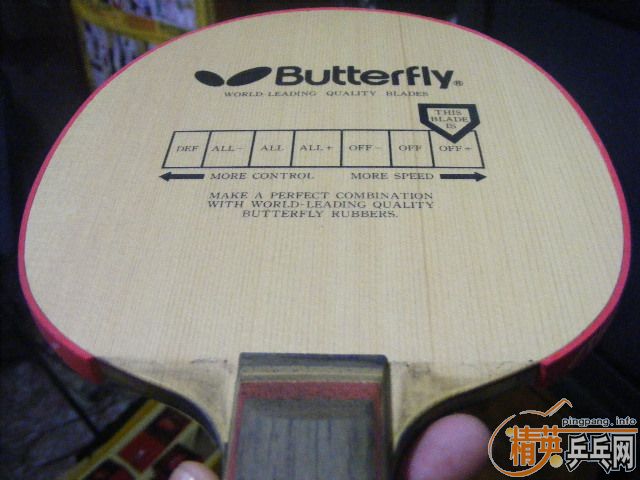 Butterfly®
WORLD-LEADING QUALITY BLADES
THIS
BLADE
IS
DEF ALL- ALL ALL+ OFF- OFF OFF+
MORE CONTROL MORE SPEED
MAKE A PERFECT COMBINATION
WITH WORLD-LEADING QUALITY
BUTTERFLY RUBBERS.
pingpang.info
精英乒乓网